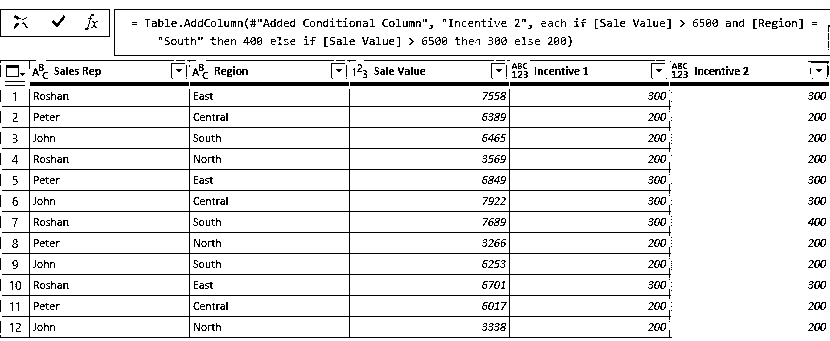 = Table.AddColumn(#"Added Conditional Column", "Incentive 2", each if [Sale Value] > 6500 and [Region] =
"South" then 400 else if [Sale Value] > 6500 then 300 else 200)
Sales Rep Region Sale Value Incentive 1 Incentive 2
1 Roshan East 7558 300 300
2 Peter Central 6389 200 200
3 John South 6465 200 200
4 Roshan North 3569 200 200
5 Peter East 6849 300 300
6 John Central 7922 300 300
7 Roshan South 7689 300 400
8 Peter North 3266 200 200
9 John South 6253 200 200
10 Roshan East 6701 300 300
11 Peter Central 6017 200 200
12 John North 3338 200 200